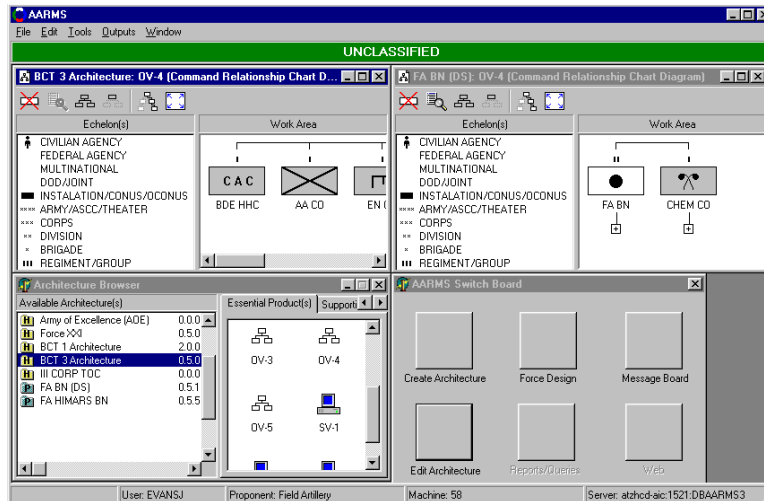 AARMS
File Edit Tools Outputs Window
UNCLASSIFIED
BCT 3 Architecture: OV-4 (Command Relationship Chart D...
Echelon(s) Work Area
CIVILIAN AGENCY
FEDERAL AGENCY
MULTINATIONAL
DOD/JOINT
INSTALATION/CONUS/OCONUS
ARMY/ASCC/THEATER
CORPS
DIVISION
BRIGADE
REGIMENT/GROUP
C A C
BDE HHC AA CO EN C
FA BN (DS): OV-4 (Command Relationship Chart Diagram)
Echelon(s) Work Area
CIVILIAN AGENCY
FEDERAL AGENCY
MULTINATIONAL
DOD/JOINT
INSTALATION/CONUS/OCONUS
ARMY/ASCC/THEATER
CORPS
DIVISION
BRIGADE
REGIMENT/GROUP
FA BN CHEM CO
Architecture Browser
Available Architecture(s)
Army of Excellence (AOE) 0.0.0
Force XXI 0.5.0
BCT 1 Architecture 2.0.0
BCT 3 Architecture 0.5.0
III CORP TOC 0.0.0
FA BN (DS) 0.5.1
FA HIMARS BN 0.5.5
Essential Product(s) Supporti
OV-3 OV-4
OV-5 SV-1
AARMS Switch Board
Create Architecture Force Design Message Board
Edit Architecture Reports/Queries Web
User: EVANSJ Proponent: Field Artillery Machine: 58 Server: atzhcd-aic:1521:DBAARMS3